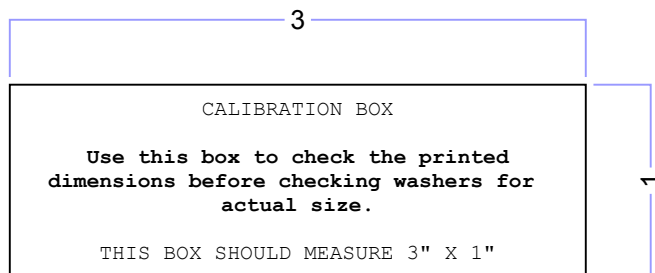 3
CALIBRATION BOX
Use this box to check the printed
dimensions before checking washers for
actual size.
THIS BOX SHOULD MEASURE 3" X 1"
1